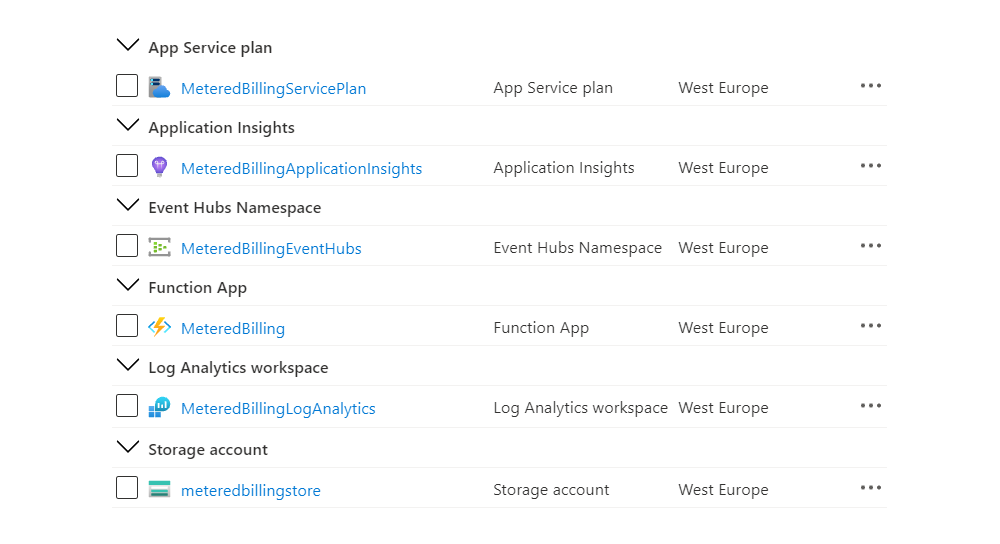 App Service plan
MeteredBillingServicePlan App Service plan West Europe
Application Insights
MeteredBillingApplicationInsights Application Insights West Europe
Event Hubs Namespace
MeteredBillingEventHubs Event Hubs Namespace West Europe
Function App
MeteredBilling Function App West Europe
Log Analytics workspace
MeteredBillingLogAnalytics Log Analytics workspace West Europe
Storage account
meteredbillingstore Storage account West Europe